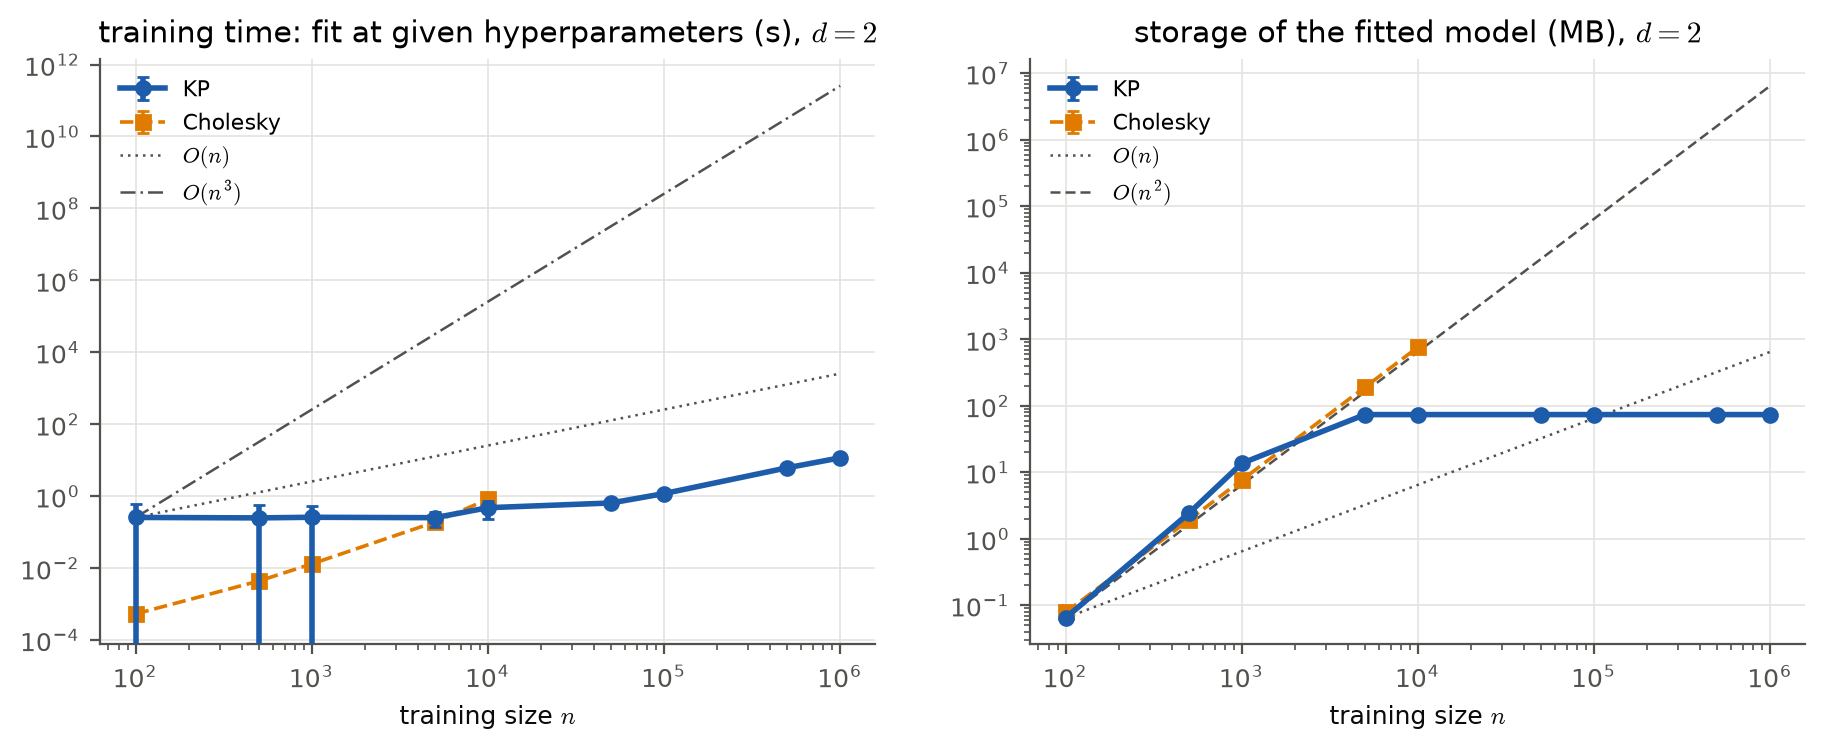 training time: fit at given hyperparameters (s), d = 2
10^12
10^10
10^8
10^6
10^4
10^2
10^0
10^−2
10^−4
KP
Cholesky
O(n)
O(n^3)
10^2
10^3
10^4
10^5
10^6
training size n
storage of the fitted model (MB), d = 2
10^7
10^6
10^5
10^4
10^3
10^2
10^1
10^0
10^−1
KP
Cholesky
O(n)
O(n^2)
10^2
10^3
10^4
10^5
10^6
training size n